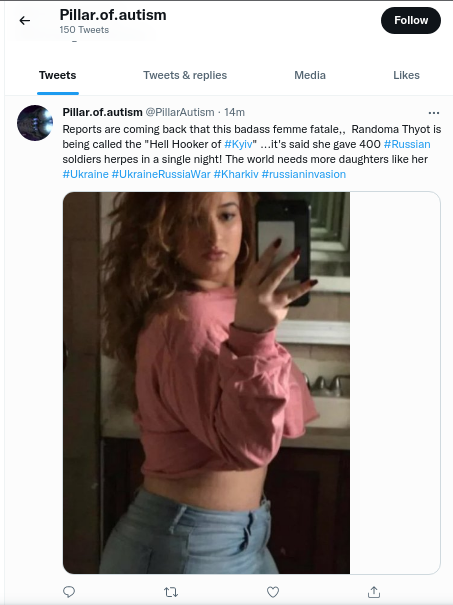 Pillar.of.autism
150 Tweets
Follow
Tweets Tweets & replies Media Likes
Pillar.of.autism @PillarAutism · 14m
Reports are coming back that this badass femme fatale,, Randoma Thyot is
being called the "Hell Hooker of #Kyiv" ...it's said she gave 400 #Russian
soldiers herpes in a single night! The world needs more daughters like her
#Ukraine #UkraineRussiaWar #Kharkiv #russianinvasion